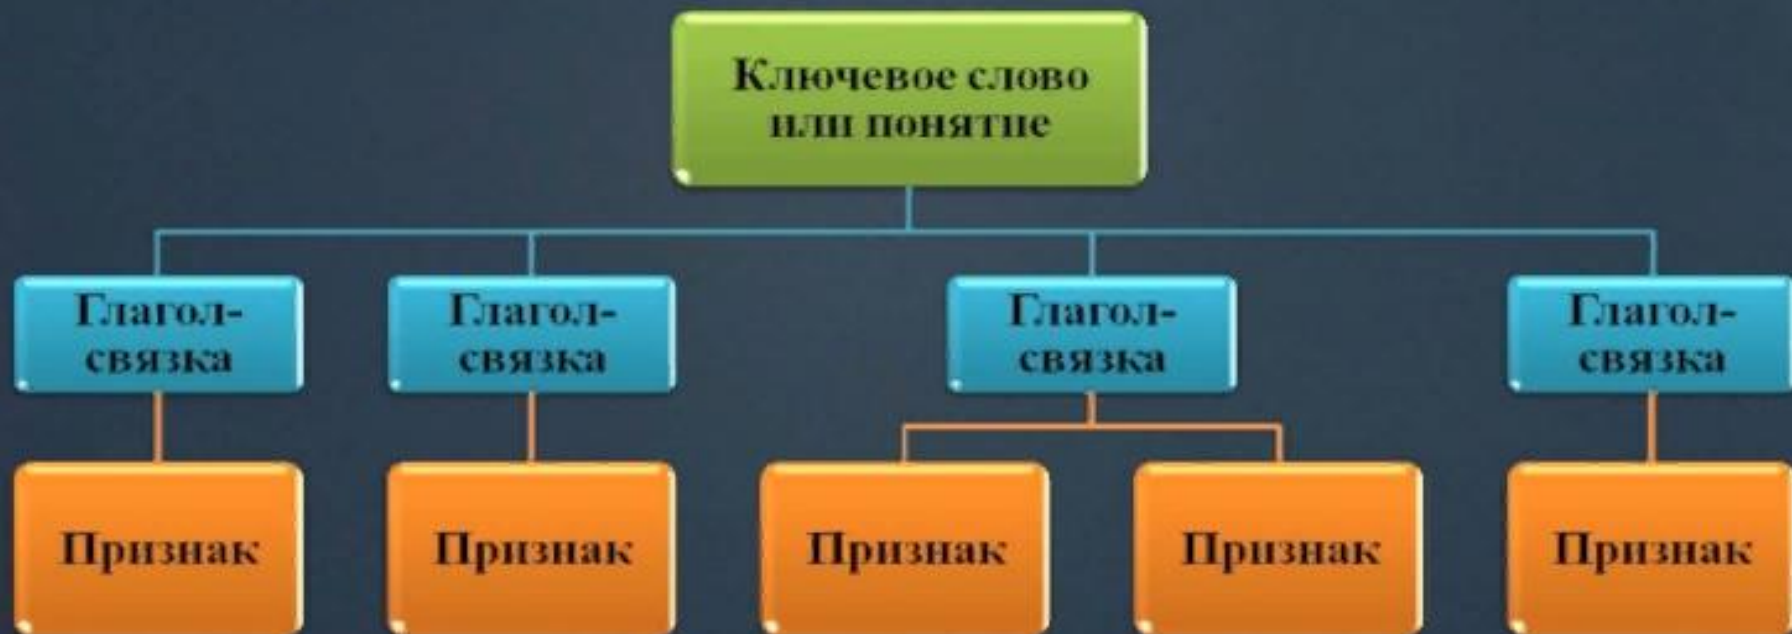 Ключевое слово
или понятие
Глагол-
связка
Глагол-
связка
Глагол-
связка
Глагол-
связка
Признак
Признак
Признак
Признак
Признак